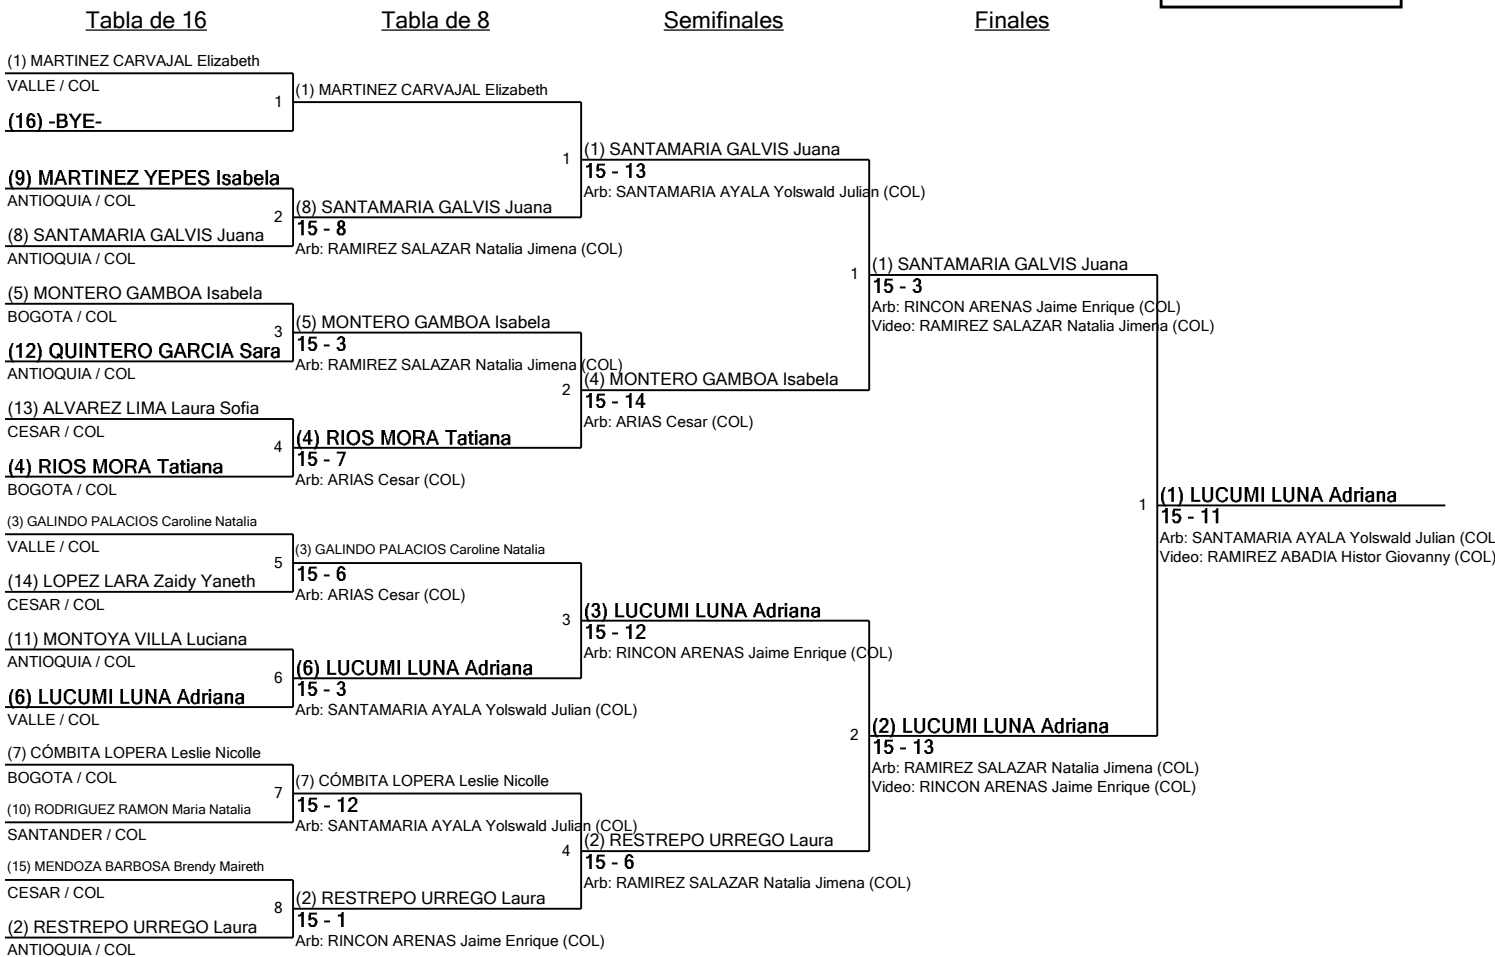 Tabla de 16
Tabla de 8
Semifinales
Finales
(1) MARTINEZ CARVAJAL Elizabeth
VALLE / COL
1
(16) -BYE-
(9) MARTINEZ YEPES Isabela
ANTIOQUIA / COL
2
(8) SANTAMARIA GALVIS Juana
ANTIOQUIA / COL
(5) MONTERO GAMBOA Isabela
BOGOTA / COL
3
(12) QUINTERO GARCIA Sara
ANTIOQUIA / COL
(13) ALVAREZ LIMA Laura Sofia
CESAR / COL
4
(4) RIOS MORA Tatiana
BOGOTA / COL
(3) GALINDO PALACIOS Caroline Natalia
VALLE / COL
5
(14) LOPEZ LARA Zaidy Yaneth
CESAR / COL
(11) MONTOYA VILLA Luciana
ANTIOQUIA / COL
6
(6) LUCUMI LUNA Adriana
VALLE / COL
(7) CÓMBITA LOPERA Leslie Nicolle
BOGOTA / COL
7
(10) RODRIGUEZ RAMON Maria Natalia
SANTANDER / COL
(15) MENDOZA BARBOSA Brendy Maireth
CESAR / COL
8
(2) RESTREPO URREGO Laura
ANTIOQUIA / COL
(1) MARTINEZ CARVAJAL Elizabeth
1
(8) SANTAMARIA GALVIS Juana
15 - 8
Arb: RAMIREZ SALAZAR Natalia Jimena (COL)
(5) MONTERO GAMBOA Isabela
15 - 3
Arb: RAMIREZ SALAZAR Natalia Jimena (COL)
2
(4) RIOS MORA Tatiana
15 - 7
Arb: ARIAS Cesar (COL)
(3) GALINDO PALACIOS Caroline Natalia
15 - 6
Arb: ARIAS Cesar (COL)
3
(6) LUCUMI LUNA Adriana
15 - 3
Arb: SANTAMARIA AYALA Yolswald Julian (COL)
(7) CÓMBITA LOPERA Leslie Nicolle
15 - 12
Arb: SANTAMARIA AYALA Yolswald Julian (COL)
4
(2) RESTREPO URREGO Laura
15 - 1
Arb: RINCON ARENAS Jaime Enrique (COL)
(1) SANTAMARIA GALVIS Juana
15 - 13
Arb: SANTAMARIA AYALA Yolswald Julian (COL)
1
(4) MONTERO GAMBOA Isabela
15 - 14
Arb: ARIAS Cesar (COL)
(3) LUCUMI LUNA Adriana
15 - 12
Arb: RINCON ARENAS Jaime Enrique (COL)
2
(2) RESTREPO URREGO Laura
15 - 6
Arb: RAMIREZ SALAZAR Natalia Jimena (COL)
(1) SANTAMARIA GALVIS Juana
15 - 3
Arb: RINCON ARENAS Jaime Enrique (COL)
Video: RAMIREZ SALAZAR Natalia Jimena (COL)
1
(2) LUCUMI LUNA Adriana
15 - 13
Arb: RAMIREZ SALAZAR Natalia Jimena (COL)
Video: RINCON ARENAS Jaime Enrique (COL)
(1) LUCUMI LUNA Adriana
15 - 11
Arb: SANTAMARIA AYALA Yolswald Julian (COL
Video: RAMIREZ ABADIA Histor Giovanny (COL)